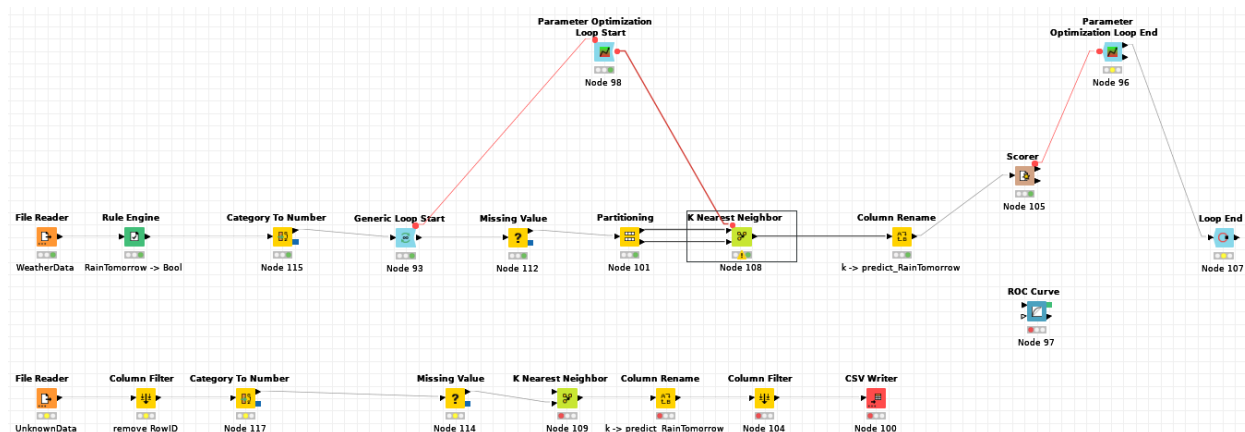 Parameter Optimization
Loop Start
Node 98
Parameter
Optimization Loop End
Node 96
Scorer
Node 105
File Reader
WeatherData
Rule Engine
RainTomorrow -> Bool
Category To Number
Node 115
Generic Loop Start
Node 93
Missing Value
?
Node 112
Partitioning
Node 101
K Nearest Neighbor
Node 108
Column Rename
k -> predict_RainTomorrow
Loop End
Node 107
ROC Curve
Node 97
File Reader
UnknownData
Column Filter
remove RowID
Category To Number
Node 117
Missing Value
?
Node 114
K Nearest Neighbor
Node 109
Column Rename
k -> predict_RainTomorrow
Column Filter
Node 104
CSV Writer
Node 100